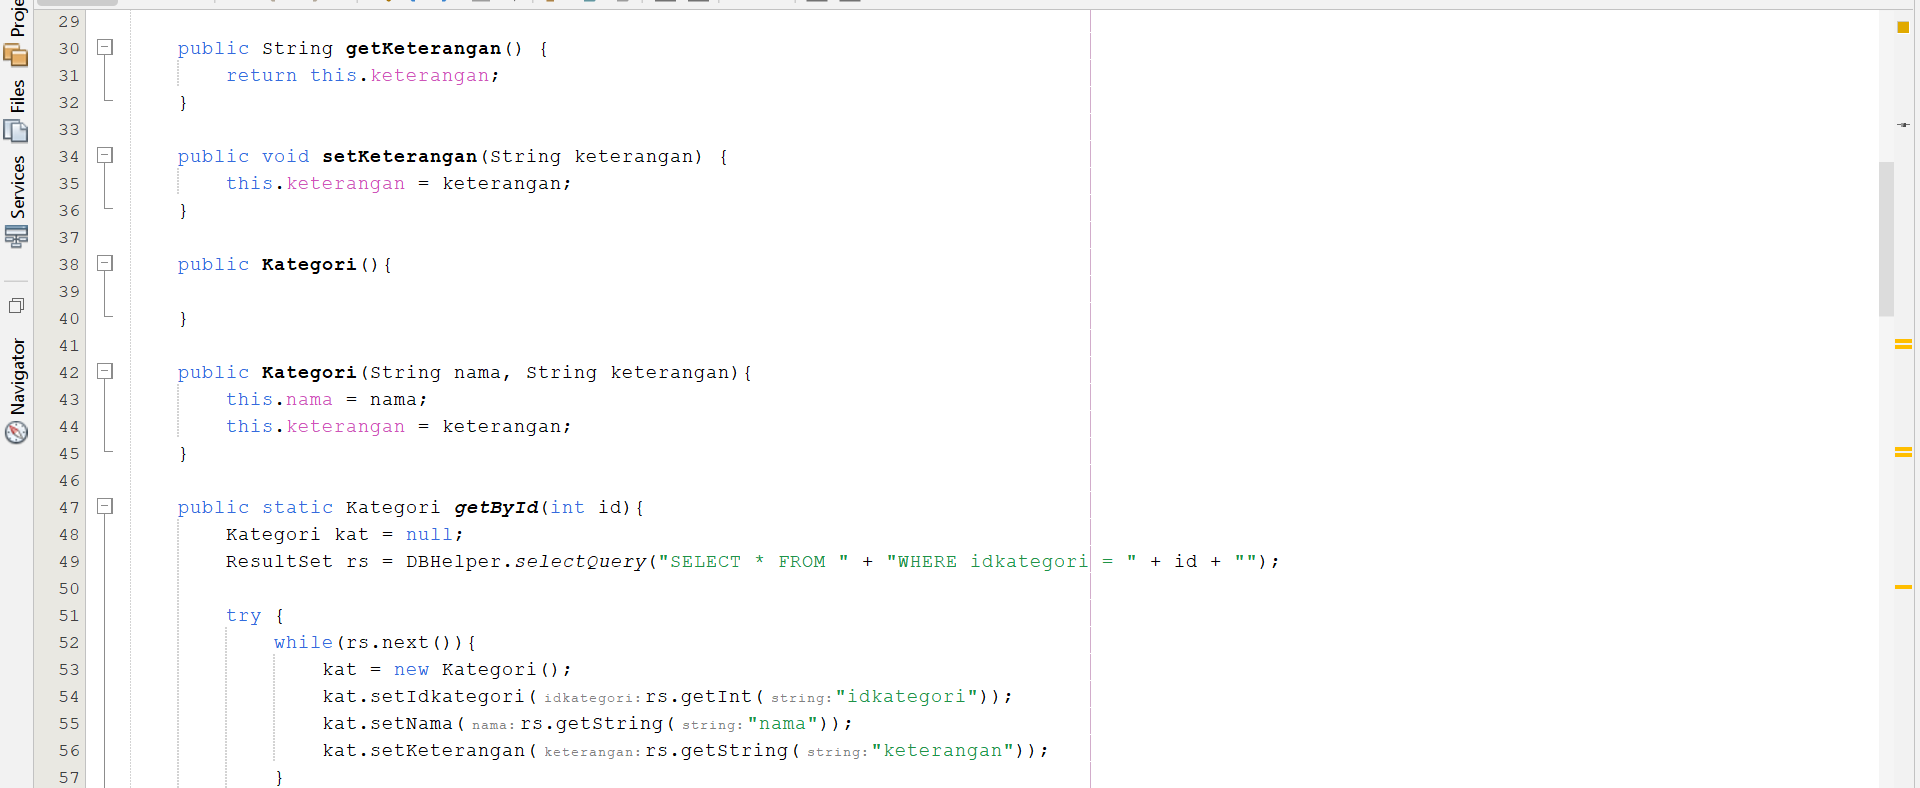 Proje
Files
Services
Navigator
29
30 public String getKeterangan() {
31 return this.keterangan;
32 }
33
34 public void setKeterangan(String keterangan) {
35 this.keterangan = keterangan;
36 }
37
38 public Kategori(){
39
40 }
41
42 public Kategori(String nama, String keterangan){
43 this.nama = nama;
44 this.keterangan = keterangan;
45 }
46
47 public static Kategori getById(int id){
48 Kategori kat = null;
49 ResultSet rs = DBHelper.selectQuery("SELECT * FROM " + "WHERE idkategori = " + id + "");
50
51 try {
52 while(rs.next()){
53 kat = new Kategori();
54 kat.setIdkategori( idkategori: rs.getInt( string: "idkategori"));
55 kat.setNama( nama: rs.getString( string: "nama"));
56 kat.setKeterangan( keterangan: rs.getString( string: "keterangan"));
57 }